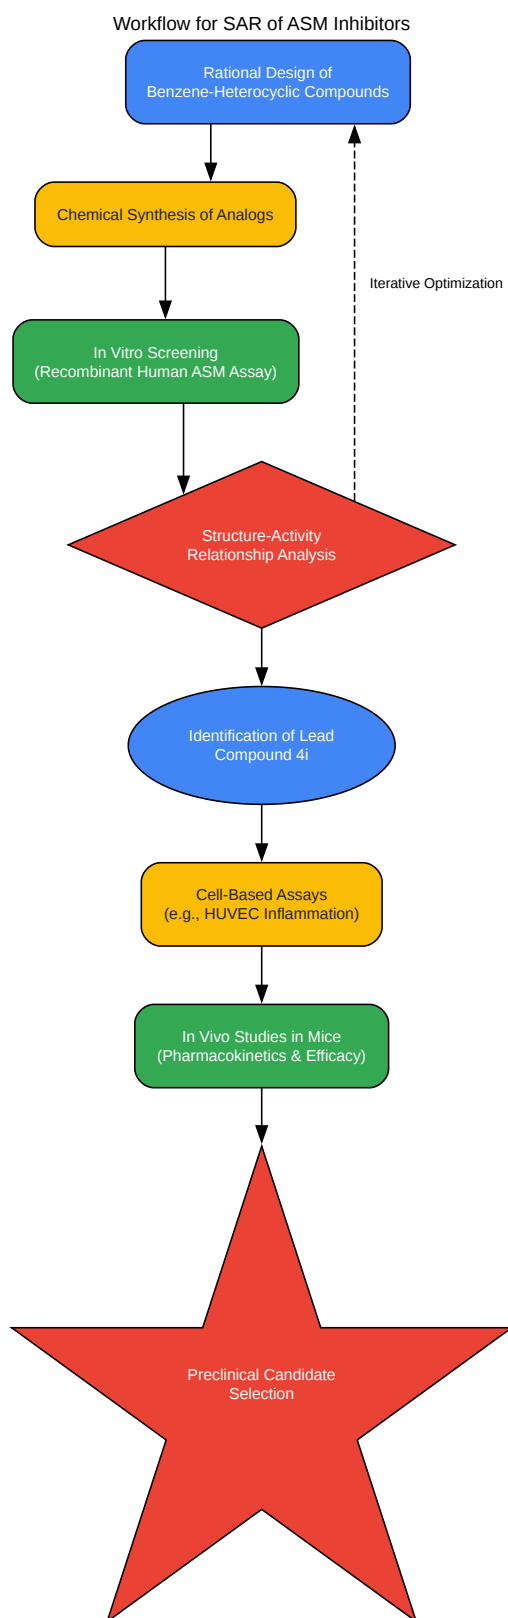 Workflow for SAR of ASM Inhibitors
Rational Design of
Benzene-Heterocyclic Compounds
Chemical Synthesis of Analogs
Iterative Optimization
In Vitro Screening
(Recombinant Human ASM Assay)
Structure-Activity
Relationship Analysis
Identification of Lead
Compound 4i
Cell-Based Assays
(e.g., HUVEC Inflammation)
In Vivo Studies in Mice
(Pharmacokinetics & Efficacy)
Preclinical Candidate
Selection